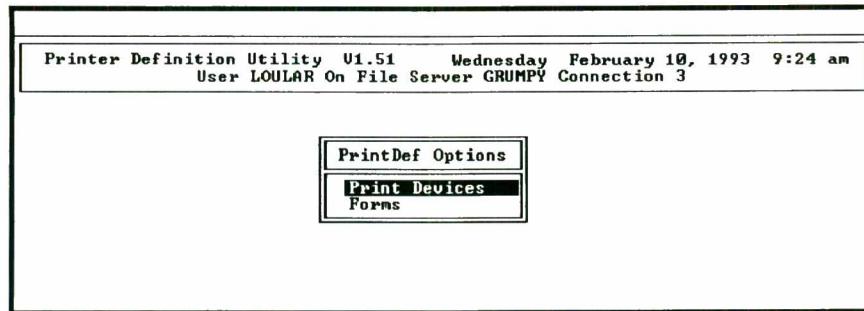 Printer Definition Utility V1.51 Wednesday February 10, 1993 9:24 am
User LOULAR On File Server GRUMPY Connection 3
PrintDef Options
Print Devices
Forms